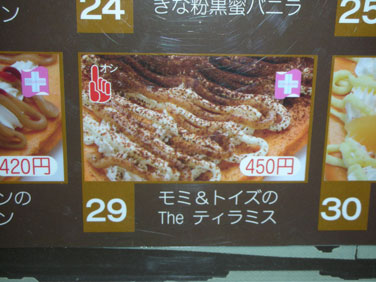 24
きな粉黒蜜バニラ
25
ン
オン
420円
450円
ンの
ン
29
モミ&トイズの
The ティラミス
30